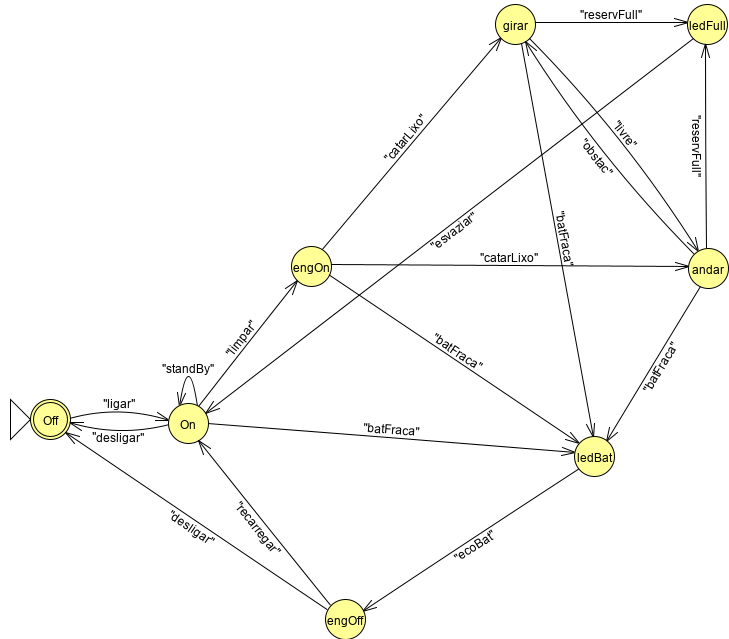 girar
"reservFull"
ledFull
"catarLixo"
"livre"
"obstac"
"reservFull"
"esvaziar"
"batFraca"
engOn
"catarLixo"
andar
"limpar"
"batFraca"
"batFraca"
"standBy"
"ligar"
Off
On
"desligar"
"batFraca"
ledBat
"desligar"
"recarregar"
"ecoBat"
engOff